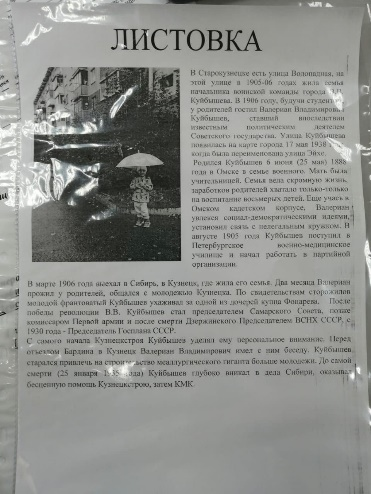 ЛИСТОВКА
В Старокузнецке есть улица Водопадная, на
этой улице в 1905-06 годах жила семья
начальника воинской команды города В.Я.
Куйбышева. В 1906 году, будучи студентом,
у родителей гостил Валериан Владимирович
Куйбышев, ставший впоследствии
известным политическим деятелем
Советского государства. Улица Куйбышева
появилась на карте города 17 мая 1938
когда была переименована улица Эйхе.
Родился Куйбышев 6 июня (25 мая) 1888
года в Омске в семье военного. Мать была
учительницей. Семья вела скромную жизнь,
заработков родителей хватало только-только
на воспитание восьмерых детей. Еще учась в
Омском кадетском корпусе, Валериан
увлекся социал-демократическими идеями,
установил связь с нелегальным кружком. В
августе 1905 года Куйбышев поступил в
Петербургское военно-медицинское
училище и начал работать в партийной
организации.
В марте 1906 года выехал в Сибирь, в Кузнецк, где жила его семья. Два месяца Валериан
прожил у родителей, общался с молодежью Кузнецка. По свидетельствам старожилов
молодой франтоватый Куйбышев ухаживал за одной из дочерей купца Фонарева. После
победы революции В.В. Куйбышев стал председателем Самарского Совета, позже
комиссаром Первой армии и после смерти Дзержинского Председателем ВСНХ СССР, с
1930 года - Председатель Госплана СССР.
С самого начала Кузнецкстроя Куйбышев уделял ему персональное внимание. Перед
отъездом Бардина в Кузнецк Валериан Владимирович имел с ним беседу. Куйбышев
старался привлечь на строительство металлургического гиганта больше молодежи. До самой
смерти (25 января 1935 года) Куйбышев глубоко вникал в дела Сибири, оказывал
бесценную помощь Кузнецкстрою, затем КМК.